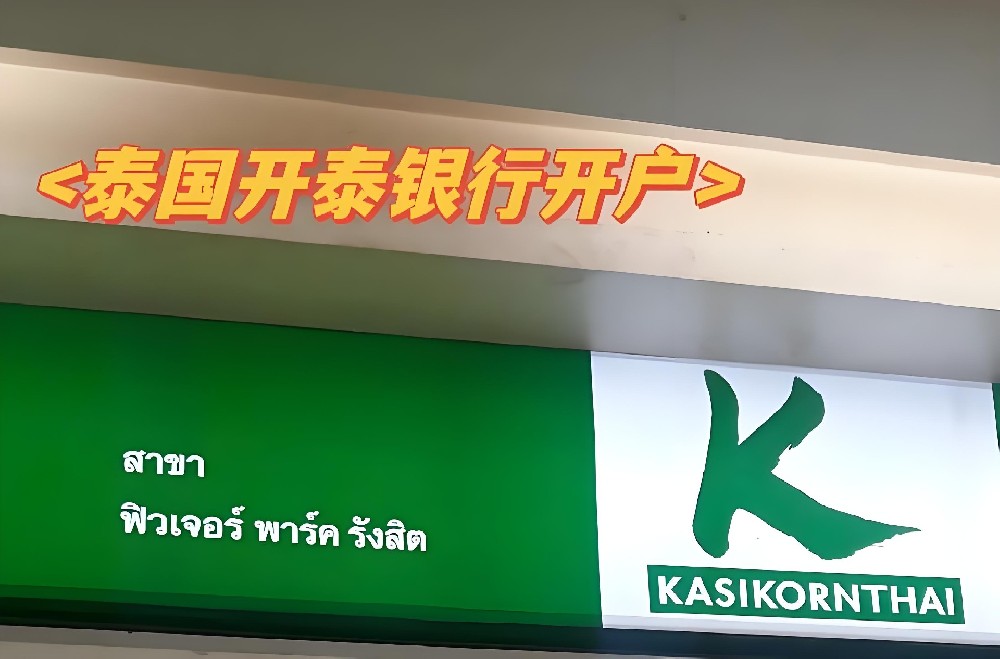 <泰国开泰银行开户>
สาขา
ฟิวเจอร์ พาร์ค รังสิต
K
KASIKORNTHAI